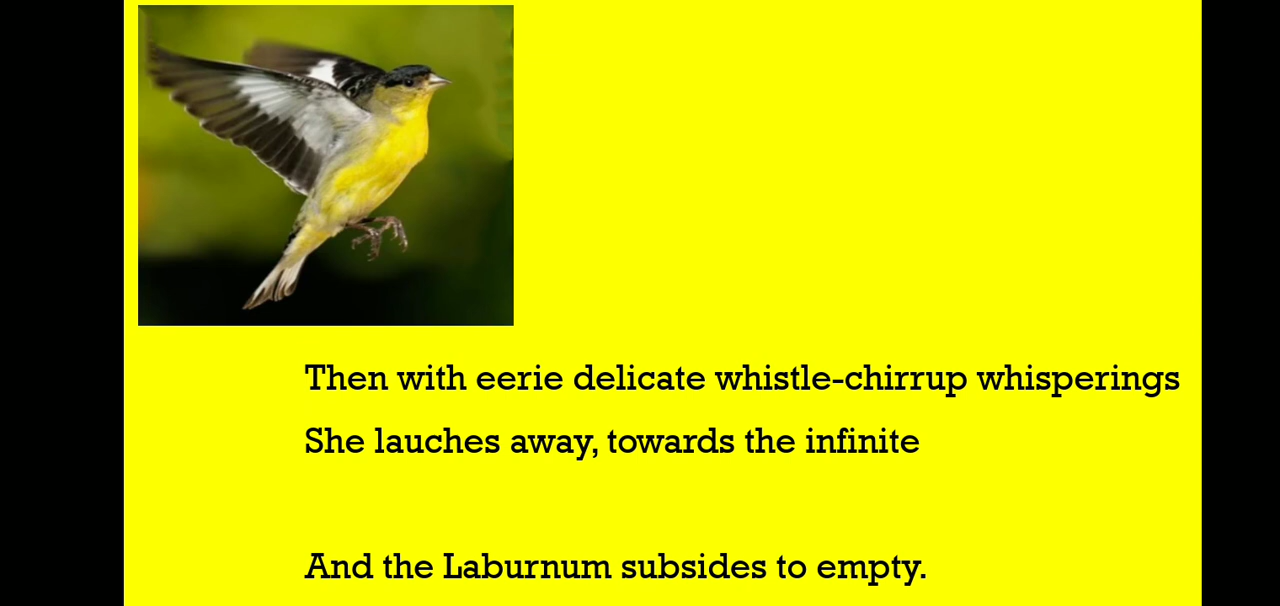 Then with eerie delicate whistle-chirrup whisperings
She lauches away, towards the infinite
And the Laburnum subsides to empty.